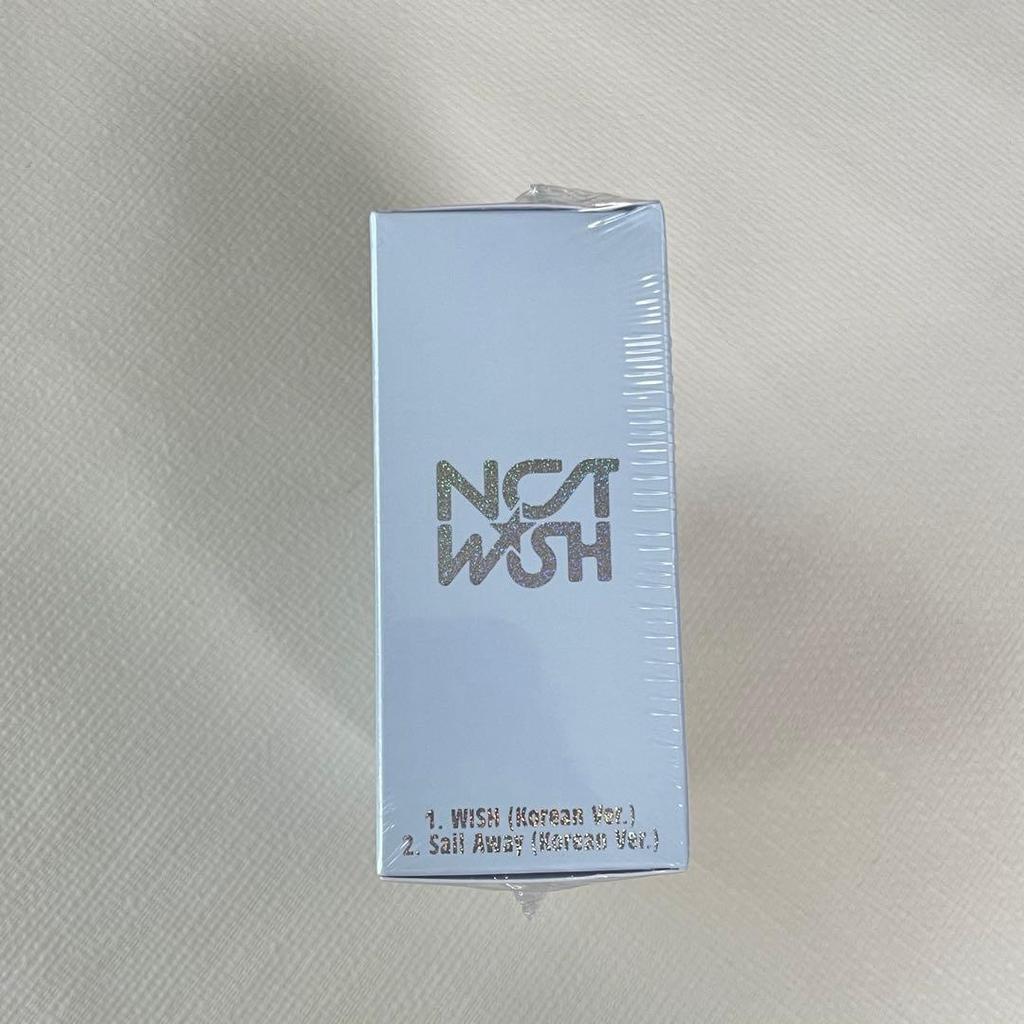 NCT
WISH
1. WISH (Korean Ver.)
2. Sail Away (Korean Ver.)